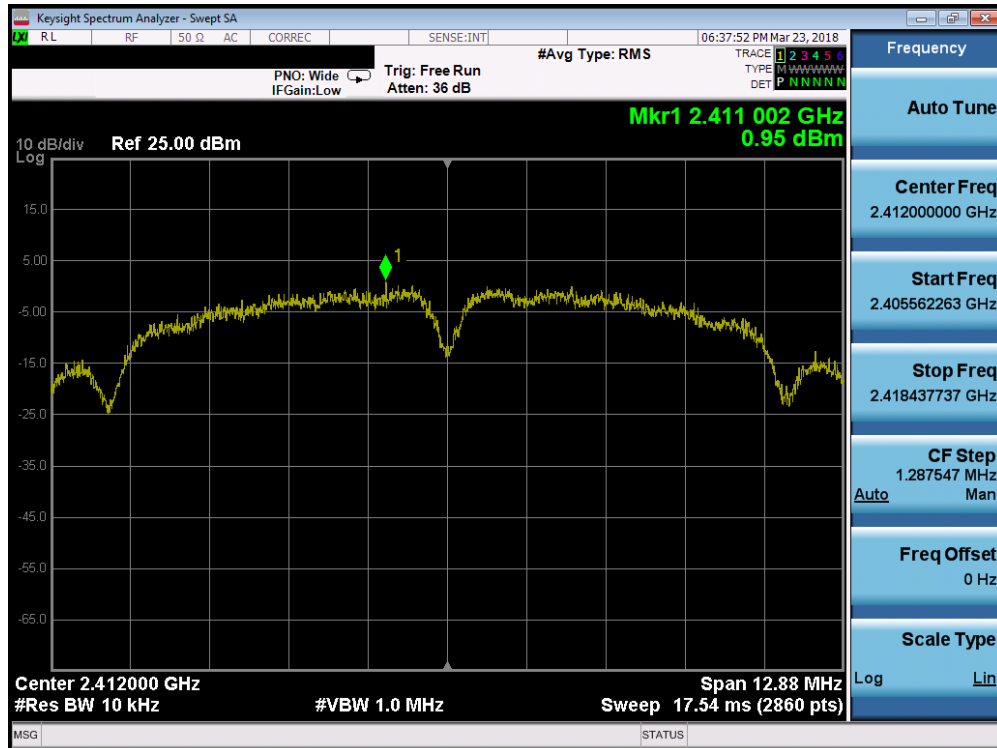 Keysight Spectrum Analyzer - Swept SA
LXI RL RF 50 Ω AC CORREC SENSE:INT 06:37:52 PM Mar 23, 2018
#Avg Type: RMS TRACE 1 2 3 4 5 6
PNO: Wide Trig: Free Run TYPE M W W W W W
IFGain:Low Atten: 36 dB DET P N N N N N
Mkr1 2.411 002 GHz
0.95 dBm
10 dB/div Ref 25.00 dBm
Log
1
15.0
5.00
-5.00
-15.0
-25.0
-35.0
-45.0
-55.0
-65.0
Center 2.412000 GHz Span 12.88 MHz
#Res BW 10 kHz #VBW 1.0 MHz Sweep 17.54 ms (2860 pts)
MSG STATUS
Frequency
Auto Tune
Center Freq
2.412000000 GHz
Start Freq
2.405562263 GHz
Stop Freq
2.418437737 GHz
CF Step
1.287547 MHz
Auto Man
Freq Offset
0 Hz
Scale Type
Log Lin